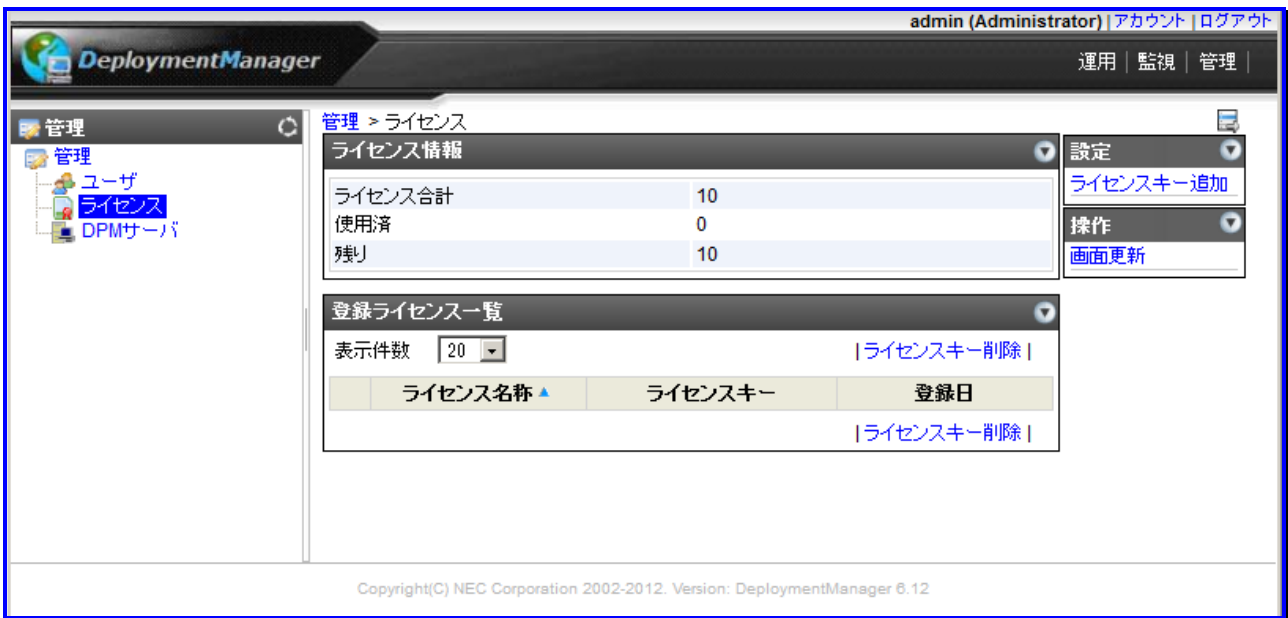 admin (Administrator) | アカウント | ログアウト
DeploymentManager
運用 | 監視 | 管理 |
管理
管理
ユーザ
ライセンス
DPMサーバ
管理 > ライセンス
ライセンス情報
ライセンス合計 10
使用済 0
残り 10
登録ライセンス一覧
表示件数 20 | ライセンスキー削除 |
ライセンス名称▲ ライセンスキー 登録日
| ライセンスキー削除 |
設定
ライセンスキー追加
操作
画面更新
Copyright(C) NEC Corporation 2002-2012. Version: DeploymentManager 6.12